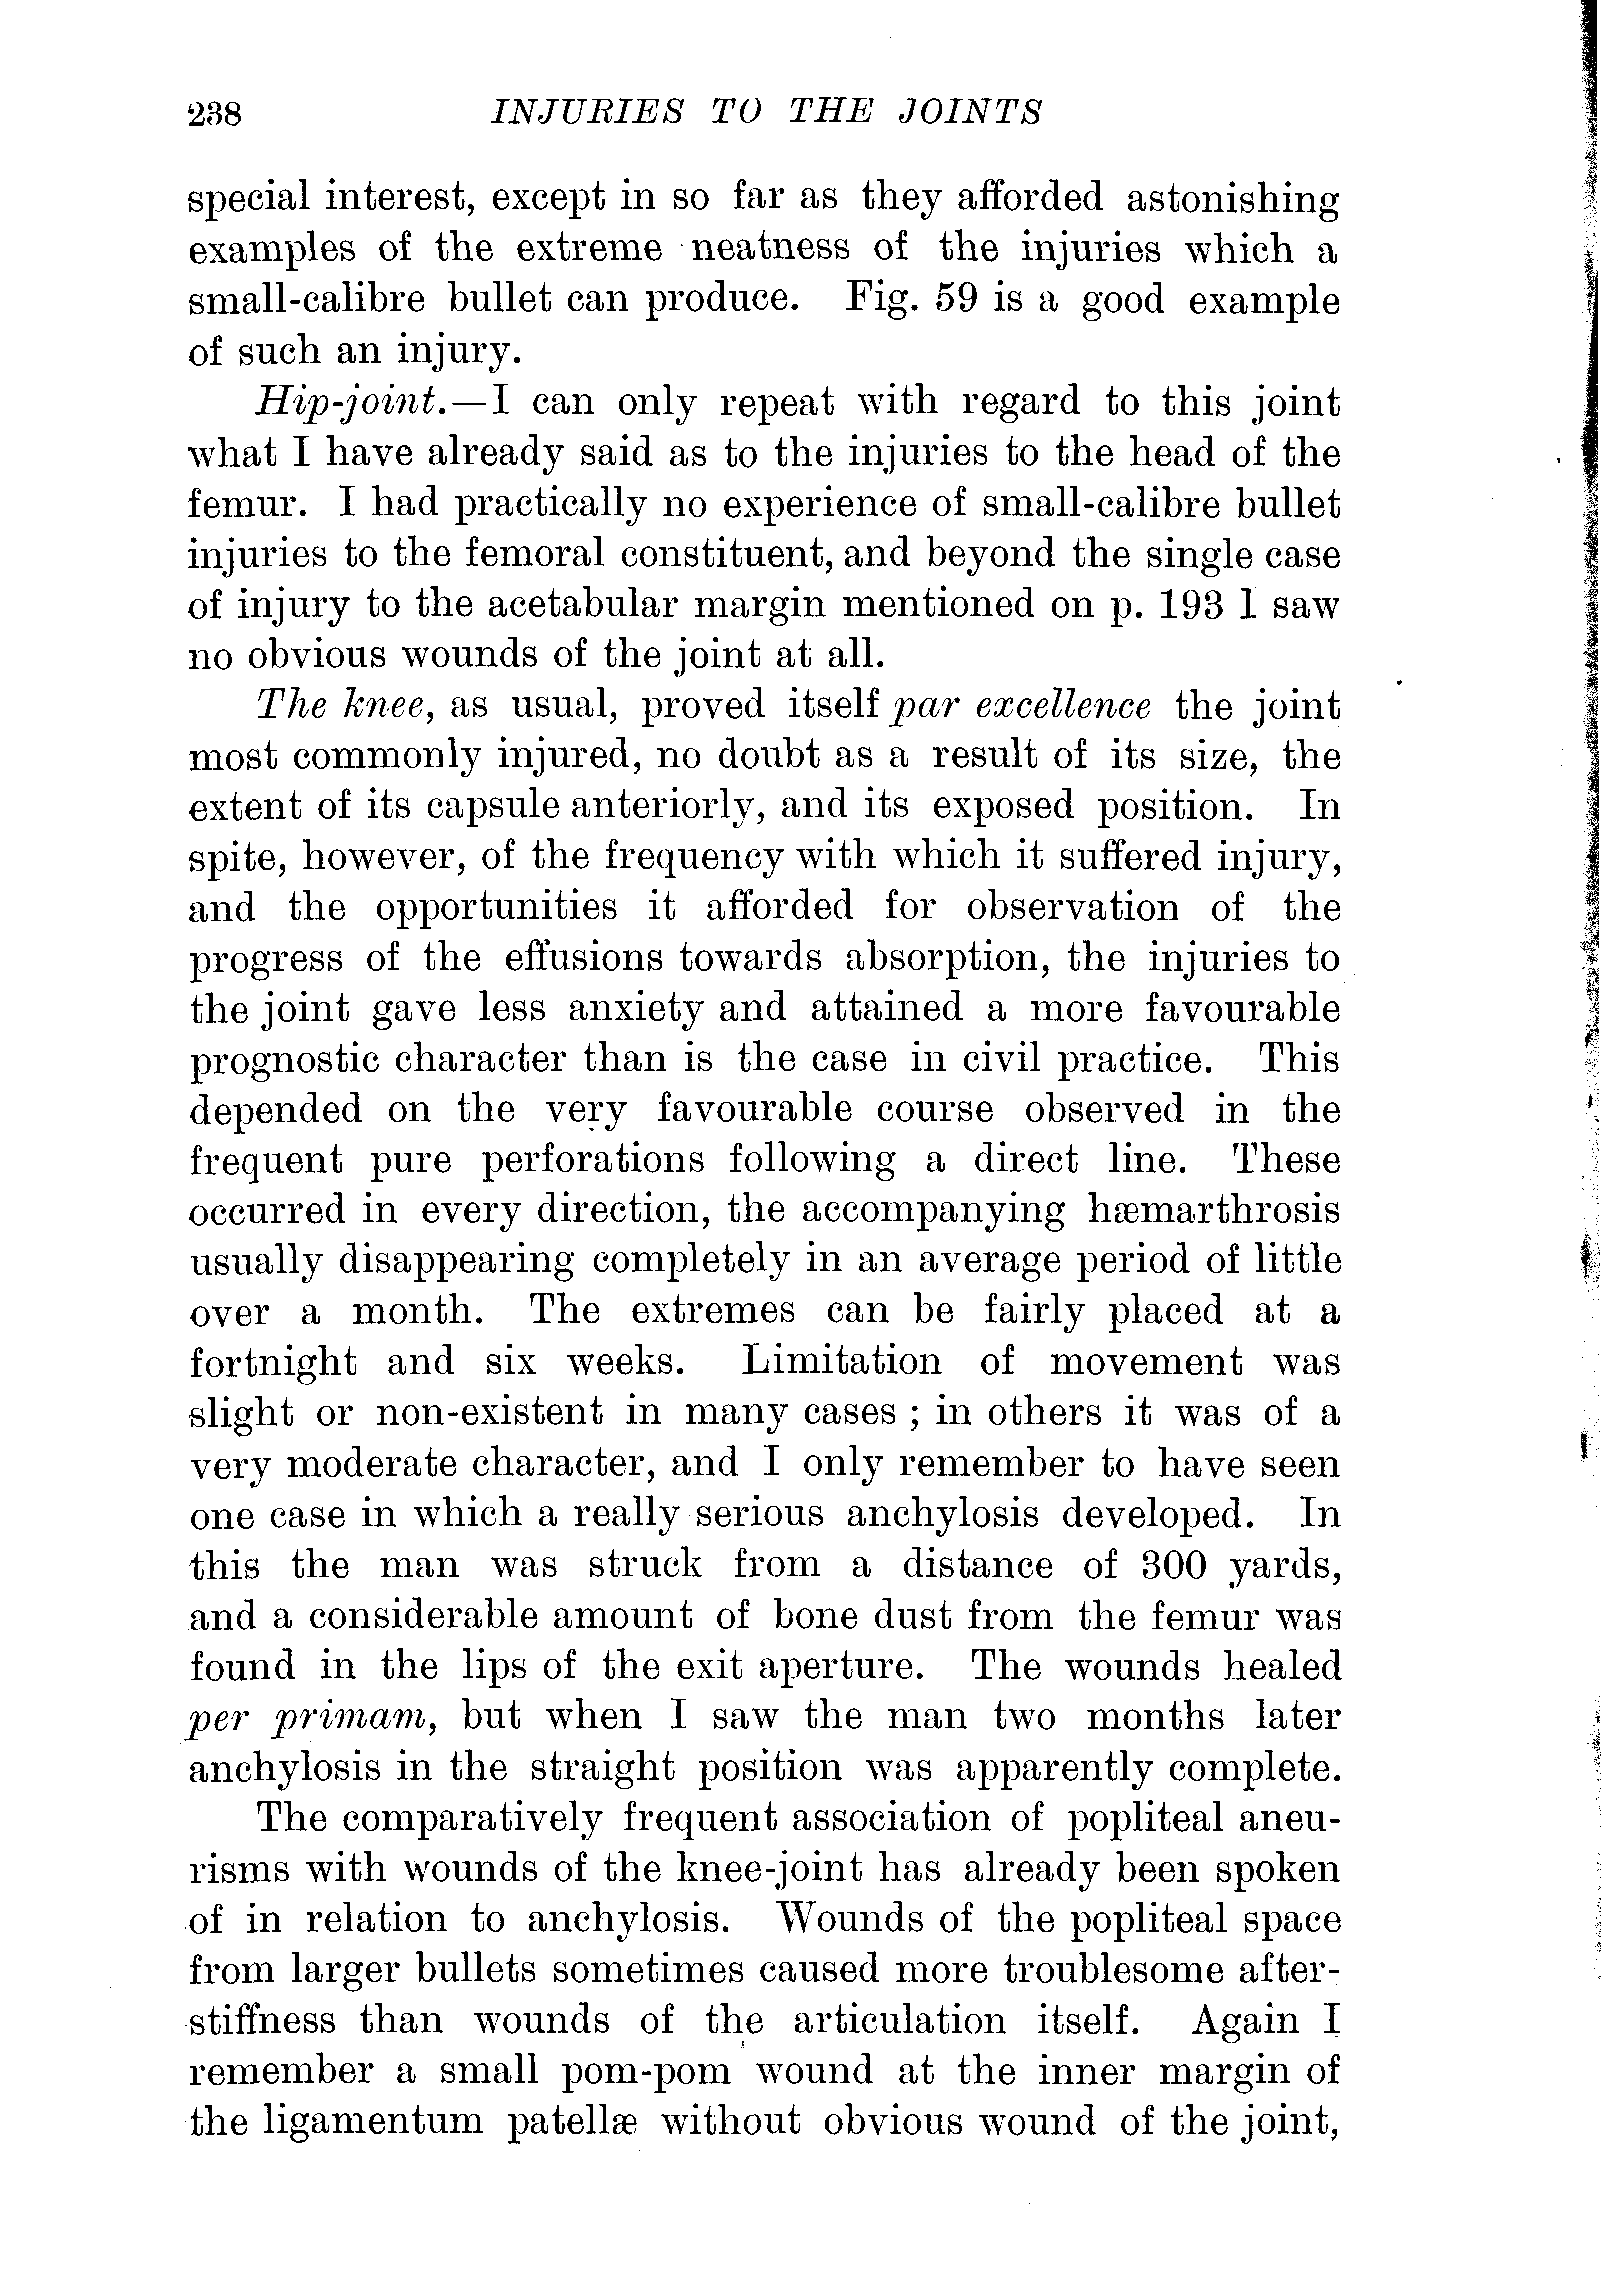 238 INJURIES TO THE JOINTS
special interest, except in so far as they afforded astonishing
examples of the extreme neatness of the injuries which a
small-calibre bullet can produce. Fig. 59 is a good example
of such an injury.
Hip-joint.—I can only repeat with regard to this joint
what I have already said as to the injuries to the head of the
femur. I had practically no experience of small-calibre bullet
injuries to the femoral constituent, and beyond the single case
of injury to the acetabular margin mentioned on p. 193 I saw
no obvious wounds of the joint at all.
The knee, as usual, proved itself par excellence the joint
most commonly injured, no doubt as a result of its size, the
extent of its capsule anteriorly, and its exposed position. In
spite, however, of the frequency with which it suffered injury,
and the opportunities it afforded for observation of the
progress of the effusions towards absorption, the injuries to
the joint gave less anxiety and attained a more favourable
prognostic character than is the case in civil practice. This
depended on the very favourable course observed in the
frequent pure perforations following a direct line. These
occurred in every direction, the accompanying hæmarthrosis
usually disappearing completely in an average period of little
over a month. The extremes can be fairly placed at a
fortnight and six weeks. Limitation of movement was
slight or non-existent in many cases ; in others it was of a
very moderate character, and I only remember to have seen
one case in which a really serious anchylosis developed. In
this the man was struck from a distance of 300 yards,
and a considerable amount of bone dust from the femur was
found in the lips of the exit aperture. The wounds healed
per primam, but when I saw the man two months later
anchylosis in the straight position was apparently complete.
The comparatively frequent association of popliteal aneu-
risms with wounds of the knee-joint has already been spoken
of in relation to anchylosis. Wounds of the popliteal space
from larger bullets sometimes caused more troublesome after-
stiffness than wounds of the articulation itself. Again I
remember a small pom-pom wound at the inner margin of
the ligamentum patellæ without obvious wound of the joint,